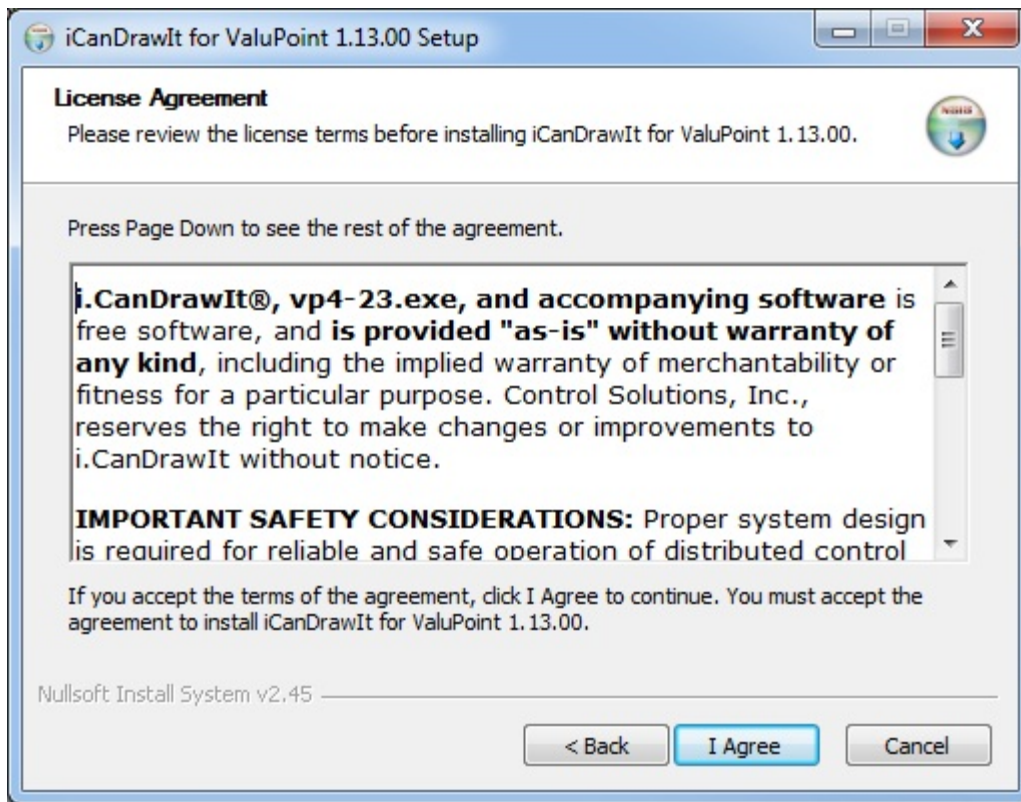 iCanDrawIt for ValuPoint 1.13.00 Setup
License Agreement
Please review the license terms before installing iCanDrawIt for ValuPoint 1.13.00.
NSIS
Press Page Down to see the rest of the agreement.
i.CanDrawIt®, vp4-23.exe, and accompanying software is
free software, and is provided "as-is" without warranty of
any kind, including the implied warranty of merchantability or
fitness for a particular purpose. Control Solutions, Inc.,
reserves the right to make changes or improvements to
i.CanDrawIt without notice.
IMPORTANT SAFETY CONSIDERATIONS: Proper system design
is required for reliable and safe operation of distributed control
If you accept the terms of the agreement, click I Agree to continue. You must accept the
agreement to install iCanDrawIt for ValuPoint 1.13.00.
Nullsoft Install System v2.45
< Back
I Agree
Cancel